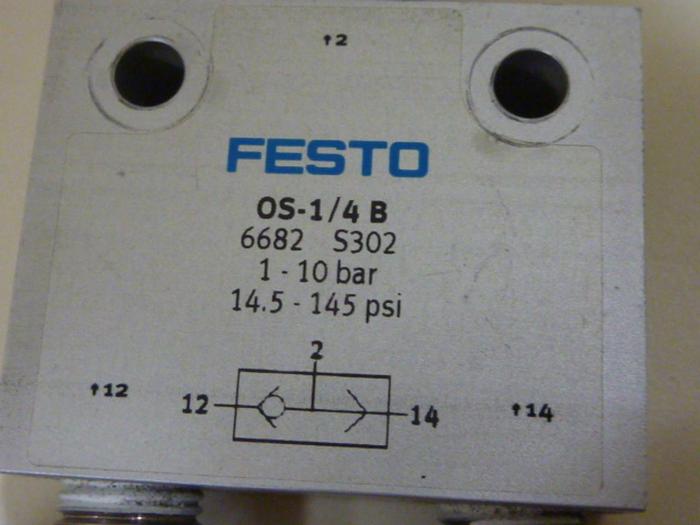 ↑2
FESTO
OS-1/4 B
6682 S302
1 - 10 bar
14.5 - 145 psi
2
12 14
↑12 ↑14